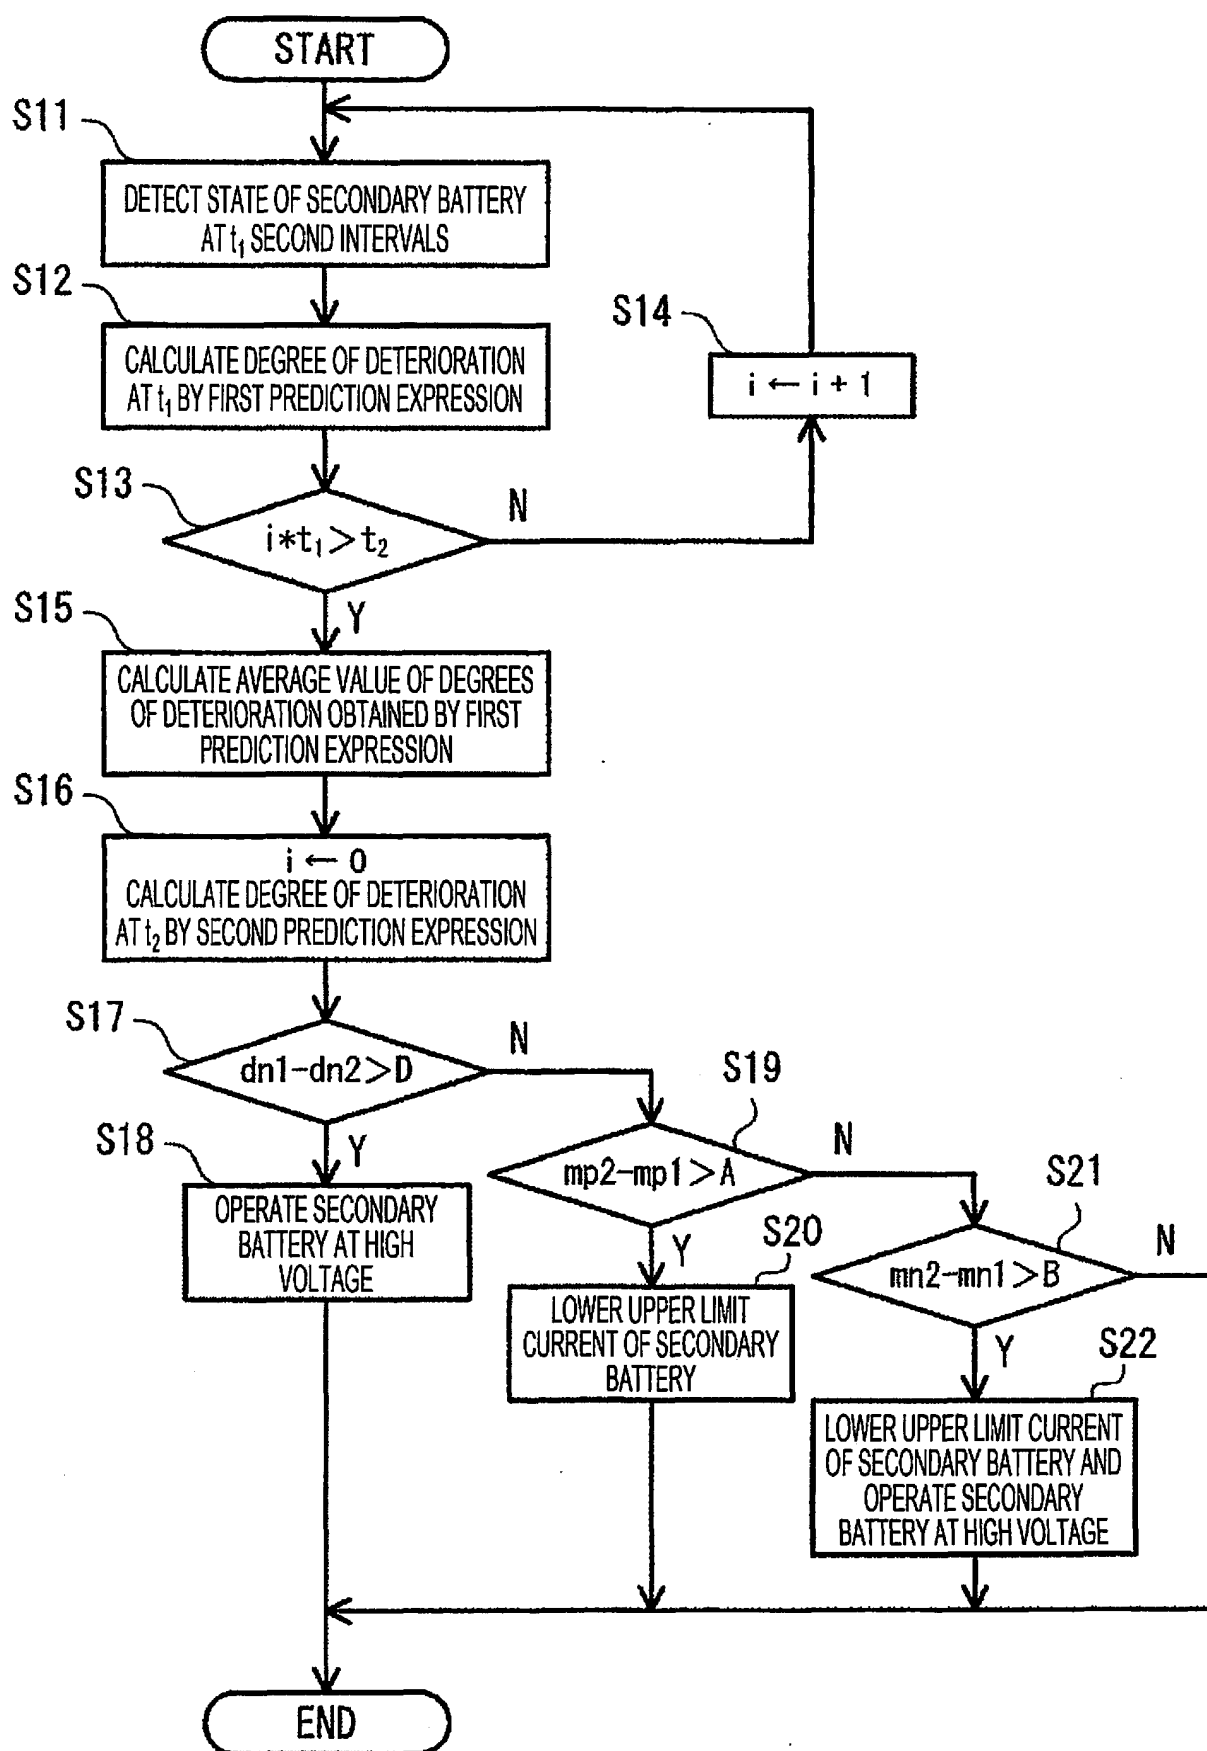 START
S11
DETECT STATE OF SECONDARY BATTERY
AT t₁ SECOND INTERVALS
S12
CALCULATE DEGREE OF DETERIORATION
AT t₁ BY FIRST PREDICTION EXPRESSION
S14
i ← i + 1
S13
i*t₁＞t₂
N
Y
S15
CALCULATE AVERAGE VALUE OF DEGREES
OF DETERIORATION OBTAINED BY FIRST
PREDICTION EXPRESSION
S16
i ← 0
CALCULATE DEGREE OF DETERIORATION
AT t₂ BY SECOND PREDICTION EXPRESSION
S17
dn1-dn2＞D
N
Y
S18
OPERATE SECONDARY
BATTERY AT HIGH
VOLTAGE
S19
mp2-mp1＞A
N
Y
S20
LOWER UPPER LIMIT
CURRENT OF SECONDARY
BATTERY
S21
mn2-mn1＞B
N
Y
S22
LOWER UPPER LIMIT CURRENT
OF SECONDARY BATTERY AND
OPERATE SECONDARY
BATTERY AT HIGH VOLTAGE
END